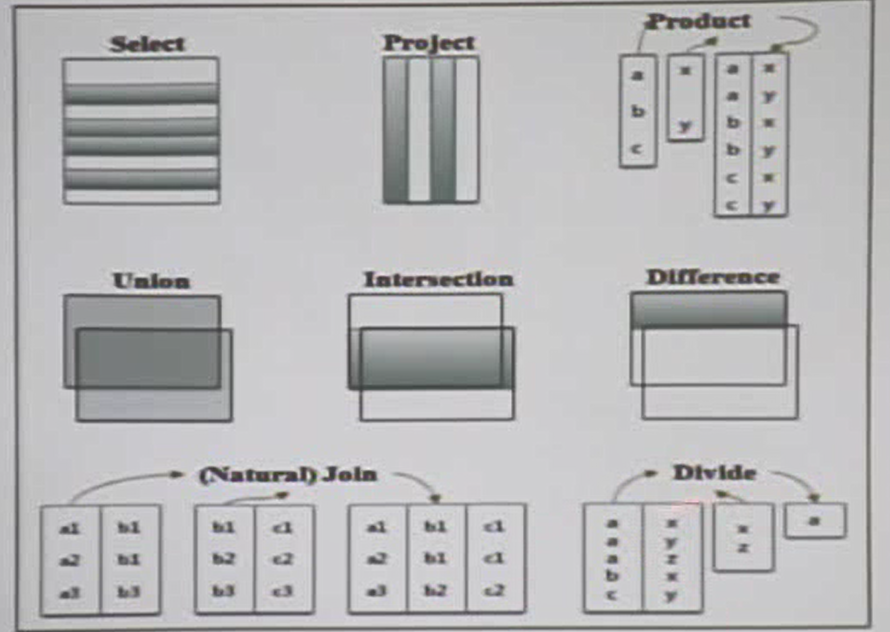 Select
Project
Product
a
b
c
x
y
a x
a y
b x
b y
c x
c y
Union
Intersection
Difference
(Natural) Join
a1 b1
a2 b1
a3 b3
b1 c1
b2 c2
b3 c3
a1 b1 c1
a2 b1 c1
a3 b2 c2
Divide
a x
a y
a z
b x
c y
x
z
a